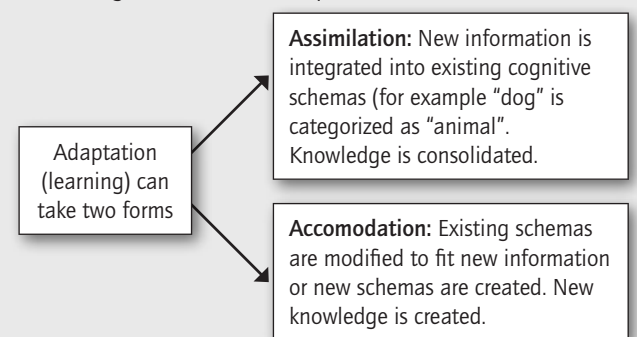 Adaptation
(learning) can
take two forms
Assimilation: New information is
integrated into existing cognitive
schemas (for example “dog” is
categorized as “animal”.
Knowledge is consolidated.
Accomodation: Existing schemas
are modified to fit new information
or new schemas are created. New
knowledge is created.